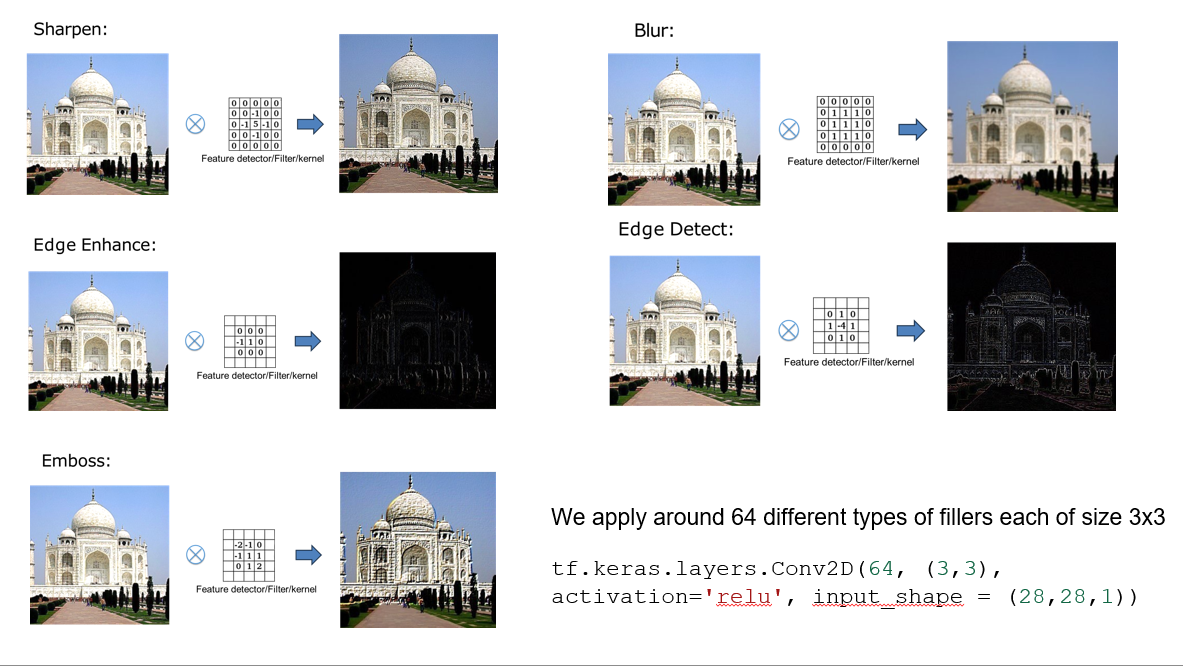 Sharpen:
0 0 0 0 0
0 0 -1 0 0
0 -1 5 -1 0
0 0 -1 0 0
0 0 0 0 0
Feature detector/Filter/kernel
Blur:
0 0 0 0 0
0 1 1 1 0
0 1 1 1 0
0 1 1 1 0
0 0 0 0 0
Feature detector/Filter/kernel
Edge Enhance:
0 0 0
-1 1 0
0 0 0
Feature detector/Filter/kernel
Edge Detect:
0 1 0
1 -4 1
0 1 0
Feature detector/Filter/kernel
Emboss:
-2 -1 0
-1 1 1
0 1 2
Feature detector/Filter/kernel
We apply around 64 different types of fillers each of size 3x3
tf.keras.layers.Conv2D(64, (3,3),
activation='relu', input_shape = (28,28,1))